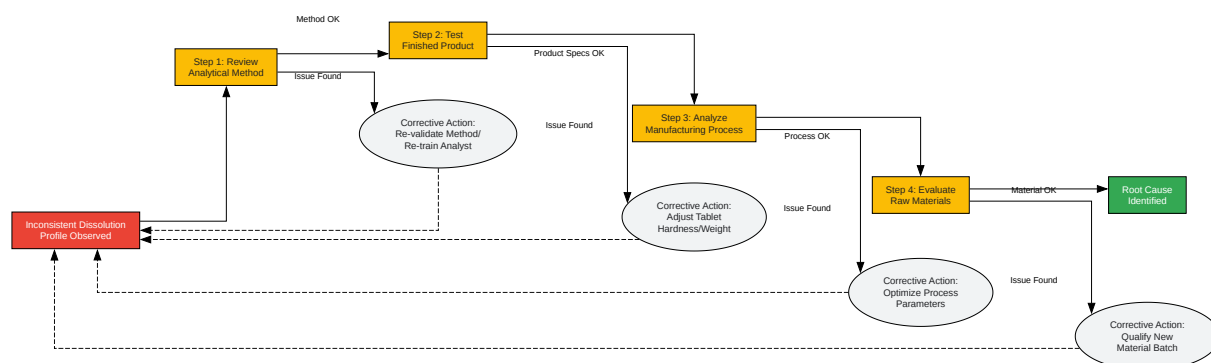 Method OK
Step 1: Review
Analytical Method
Issue Found
Step 2: Test
Finished Product
Product Specs OK
Corrective Action:
Re-validate Method/
Re-train Analyst
Issue Found
Step 3: Analyze
Manufacturing Process
Process OK
Corrective Action:
Adjust Tablet
Hardness/Weight
Issue Found
Step 4: Evaluate
Raw Materials
Material OK
Root Cause
Identified
Inconsistent Dissolution
Profile Observed
Corrective Action:
Optimize Process
Parameters
Issue Found
Corrective Action:
Qualify New
Material Batch